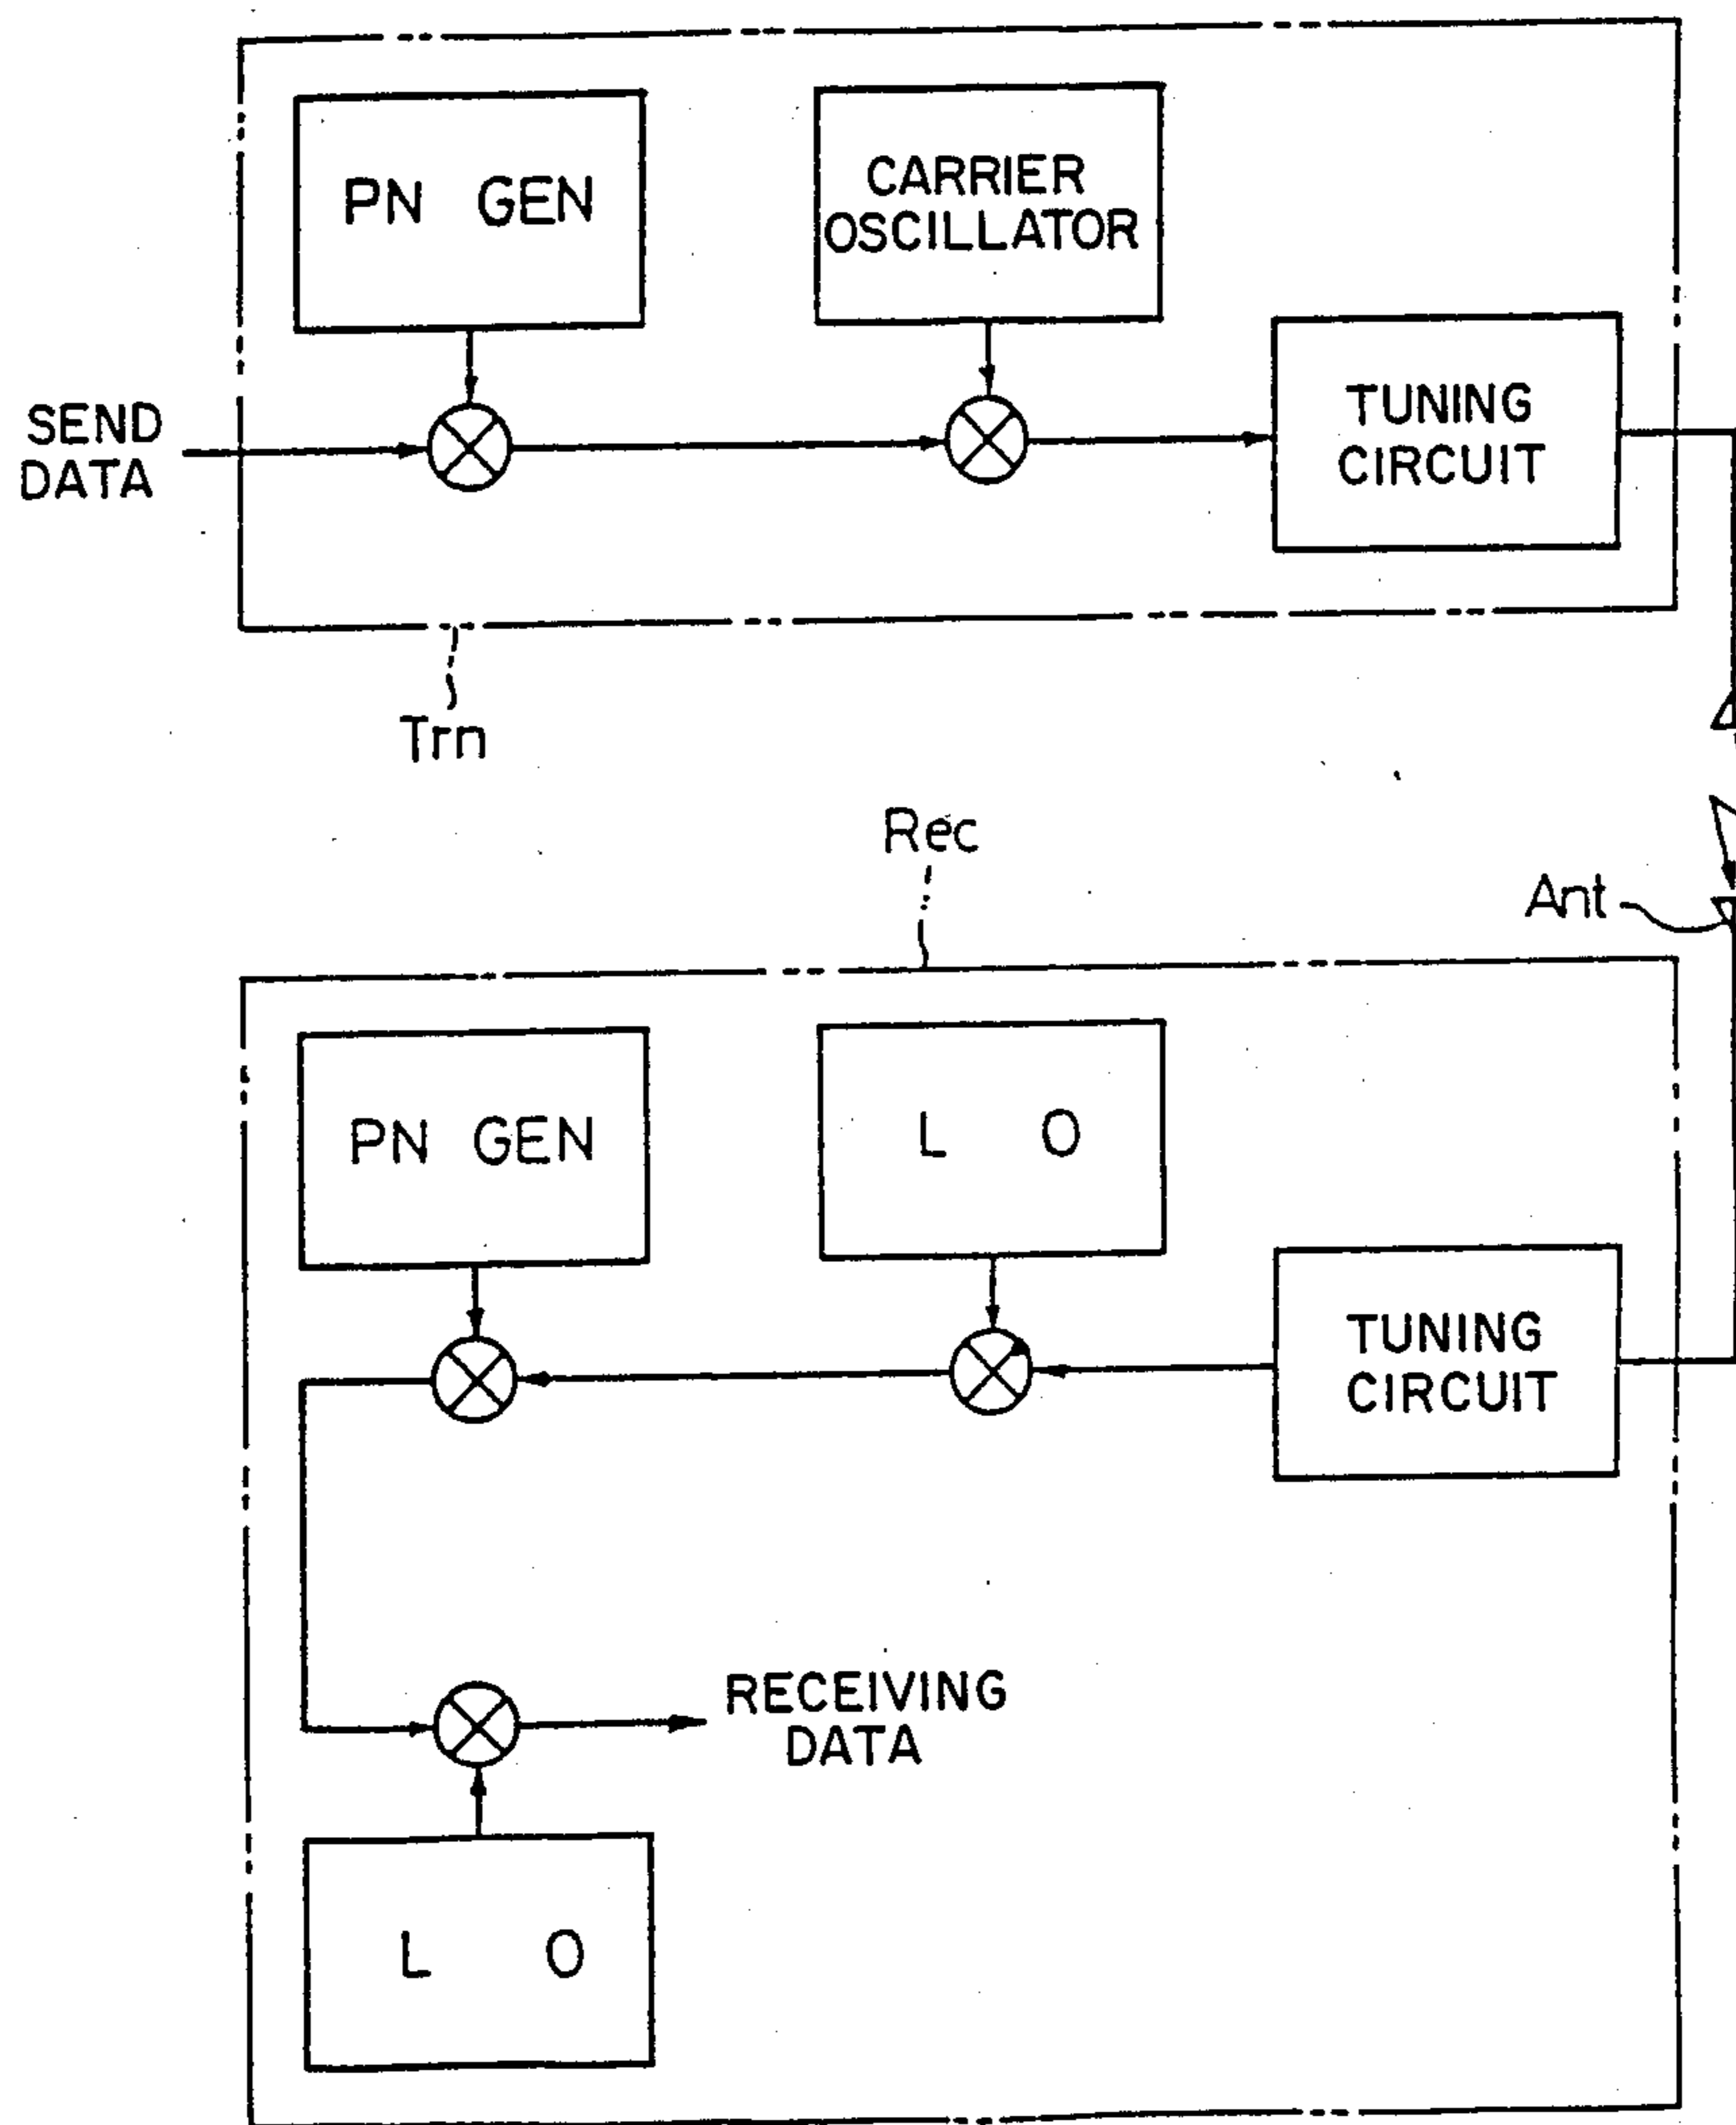 PN GEN
CARRIER
OSCILLATOR
SEND
DATA
TUNING
CIRCUIT
Trn
Rec
Ant
PN GEN
L O
TUNING
CIRCUIT
RECEIVING
DATA
L O